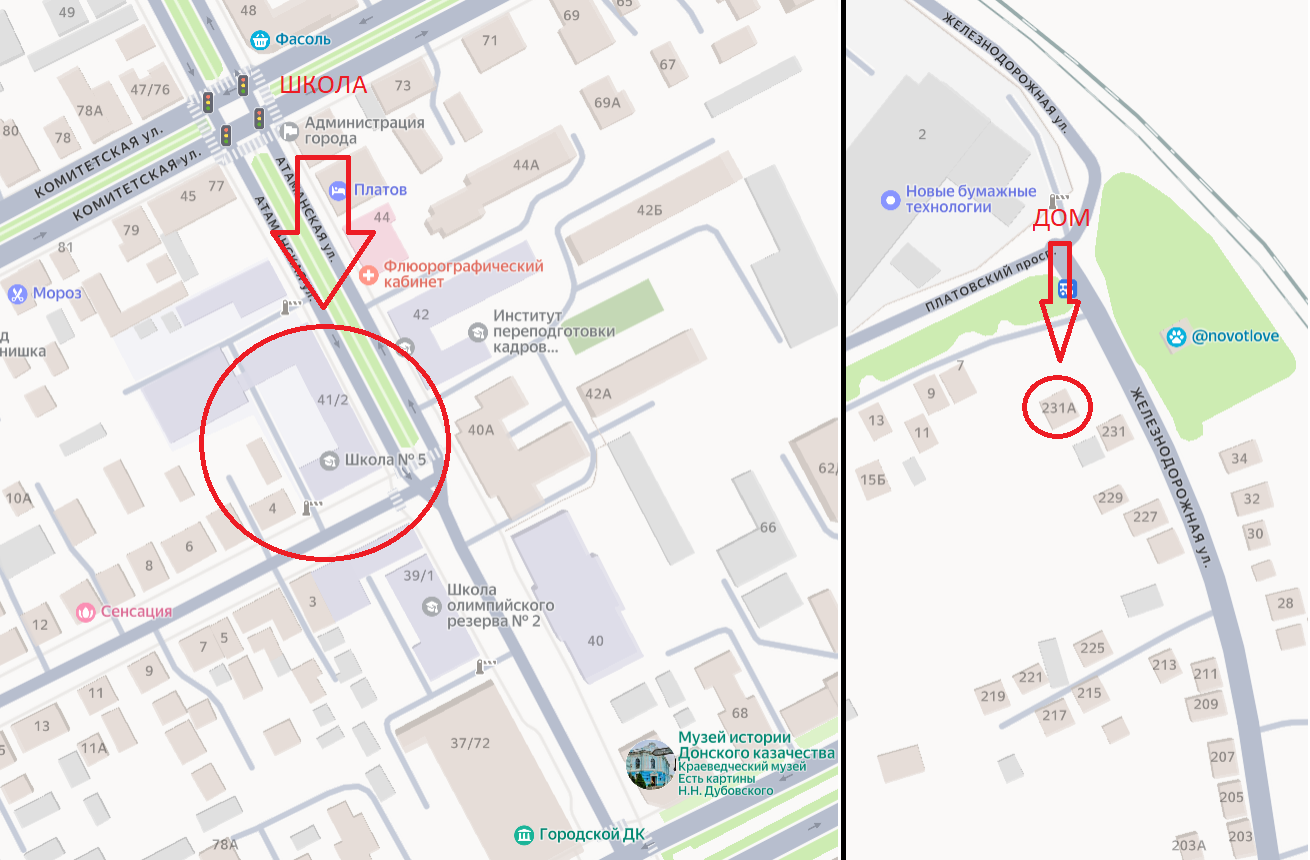 49
48
Фасоль
69
65
71
67
ШКОЛА
73
47/76
69А
78А
80
78
Администрация
города
КОМИТЕТСКАЯ ул.
КОМИТЕТСКАЯ ул.
АТАМАНСКАЯ ул.
АТАМАНСКАЯ ул.
77
45
44А
Платов
44
42Б
79
81
Флюорографический
кабинет
Мороз
42
Институт
переподготовки
кадров...
д
нишка
41/2
42А
40А
Школа № 5
62/
10А
4
66
6
8
39/1
Школа
олимпийского
резерва № 2
Сенсация
3
12
5
7
40
9
11
13
5
11А
37/72
68
Музей истории
Донского казачества
Краеведческий музей
Есть картины
Н.Н. Дубовского
Городской ДК
78А
ЖЕЛЕЗНОДОРОЖНАЯ ул.
2
Новые бумажные
технологии
ДОМ
ПЛАТОВСКИЙ просп.
@novotlove
7
9
13
11
231А
231
ЖЕЛЕЗНОДОРОЖНАЯ ул.
15Б
34
229
227
32
30
28
225
213
221
211
219
215
217
209
207
205
203
203А